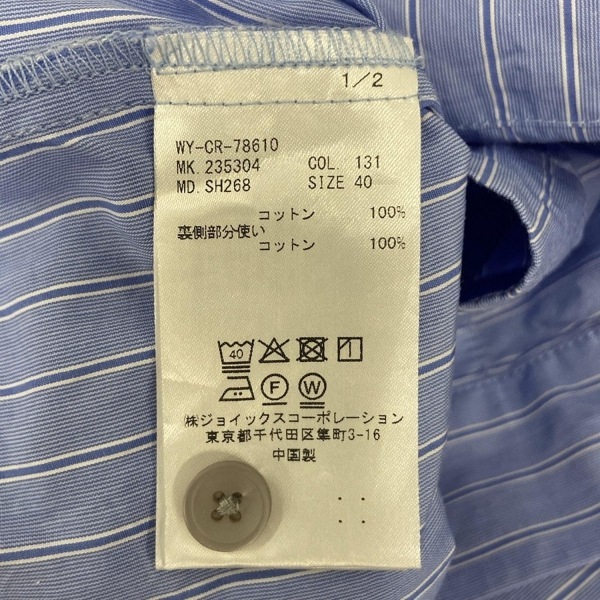 1/2
WY-CR-78610
MK. 235304 COL. 131
MD. SH268 SIZE 40
コットン 100%
裏側部分使い
コットン 100%
40
F W
㈱ジョイックスコーポレーション
東京都千代田区隼町3-16
中国製